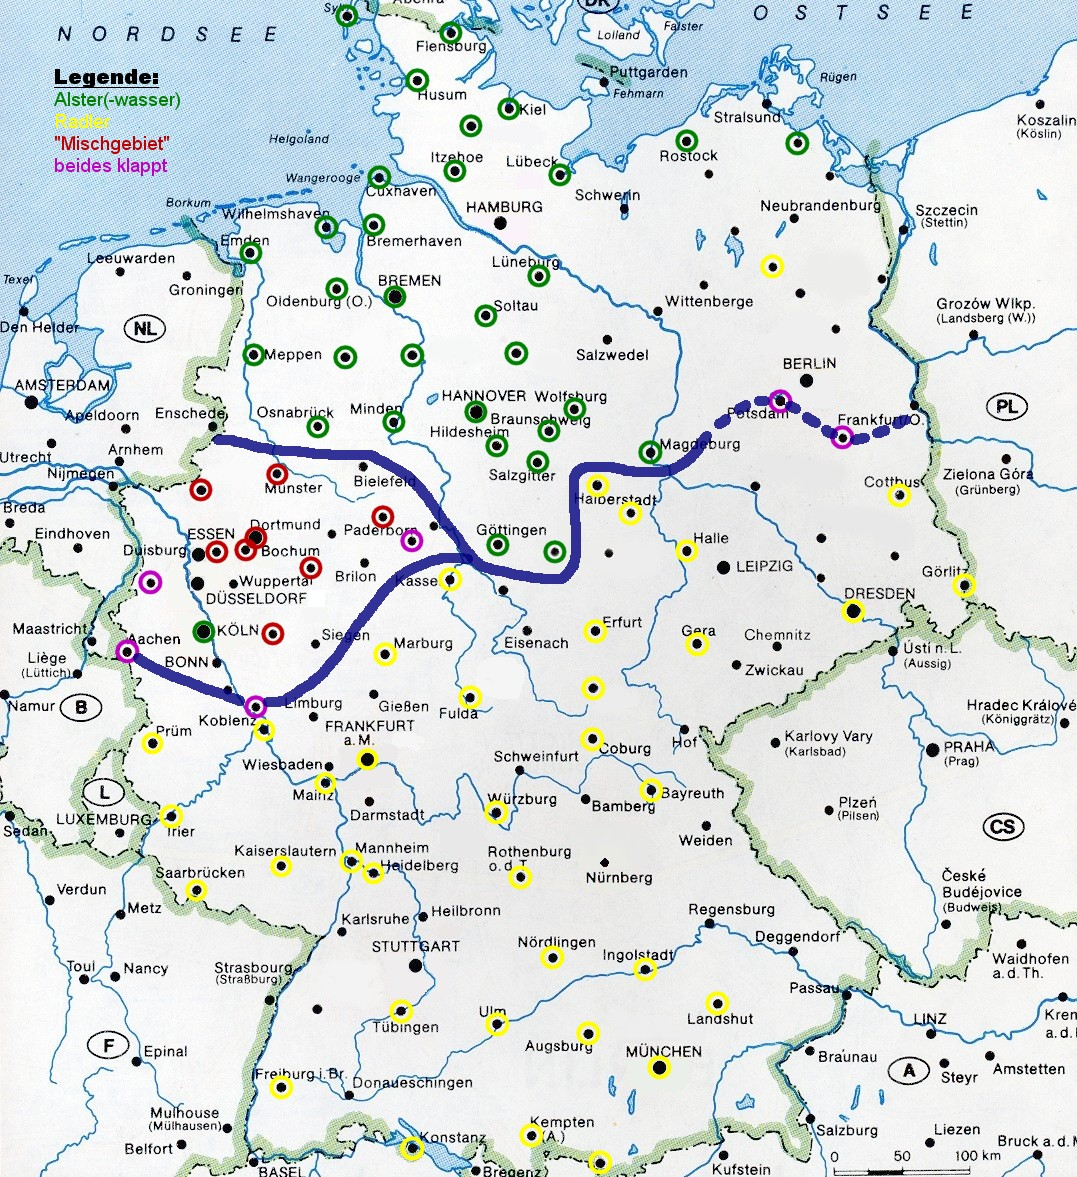 Sylt
Abenra
DK
O S T S E E
N O R D S E E
Lolland
Falster
Flensburg
Legende:
Alster(-wasser)
Radler
"Mischgebiet"
beides klappt
Puttgarden
Fehmarn
Rügen
Husum
Kiel
Stralsund
Koszalin
(Köslin)
Helgoland
Itzehoe
Lübeck
Rostock
Wangerooge
Cuxhaven
Schwerin
Borkum
Wilhelmshaven
HAMBURG
Neubrandenburg
Szczecin
(Stettin)
Emden
Bremerhaven
Leeuwarden
Lüneburg
Texel
Groningen
BREMEN
Oldenburg (O.)
Soltau
Wittenberge
Grozów Wlkp.
(Landsberg (W.))
Den Helder
NL
Meppen
Salzwedel
BERLIN
AMSTERDAM
HANNOVER
Wolfsburg
PL
Apeldoorn
Enschede
Osnabrück
Minden
Braunschweig
Potsdam
Frankfurt/O.
Hildesheim
Magdeburg
Utrecht
Arnhem
Nijmegen
Bielefeld
Salzgitter
Zielona Góra
(Grünberg)
Münster
Halberstadt
Cottbus
Breda
Eindhoven
ESSEN
Dortmund
Paderborn
Göttingen
Duisburg
Bochum
Halle
Wuppertal
Brilon
Kassel
LEIPZIG
Görlitz
DÜSSELDORF
DRESDEN
Maastricht
Aachen
KÖLN
Siegen
Marburg
Eisenach
Erfurt
Gera
Chemnitz
Liège
(Lüttich)
BONN
Zwickau
Usti n.L.
(Aussig)
Namur
B
Koblenz
Limburg
Gießen
Fulda
Hradec Králové
(Königgrätz)
Prüm
FRANKFURT
a.M.
Coburg
Hof
Karlovy Vary
(Karlsbad)
PRAHA
(Prag)
Wiesbaden
Schweinfurt
L
Mainz
Würzburg
Bamberg
Bayreuth
Plzeń
(Pilsen)
LUXEMBURG
Trier
Darmstadt
CS
Sedan
Weiden
Kaiserslautern
Mannheim
Heidelberg
Rothenburg
o.d.T.
Nürnberg
Saarbrücken
České
Budéjovice
(Budweis)
Verdun
Metz
Karlsruhe
Heilbronn
Regensburg
STUTTGART
Nördlingen
Ingolstadt
Deggendorf
Waidhofen
a.d.Th.
Toul
Nancy
Strasbourg
(Straßburg)
Passau
Tübingen
Ulm
Landshut
LINZ
Krem
a.d.
F
Epinal
Augsburg
MÜNCHEN
Braunau
A
Steyr
Amstetten
Freiburg i.Br.
Donaueschingen
Mulhouse
(Mülhausen)
Kempten
(A.)
Salzburg
Liezen
Belfort
Konstanz
Bruck a.d.M
BASEL
Bregenz
Kufstein
0 50 100 km